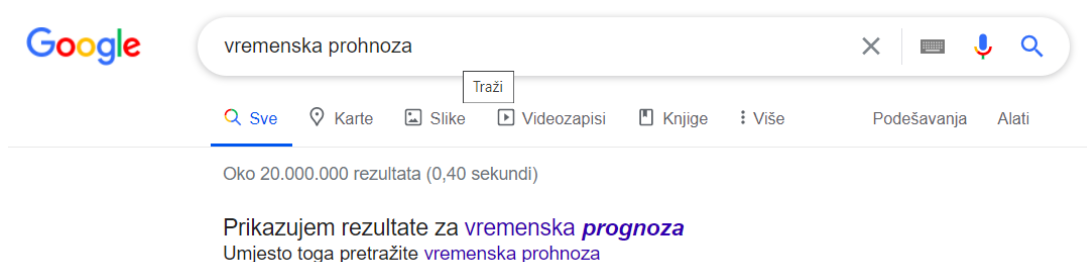 Google vremenska prohnoza
Traži
Sve Karte Slike Videozapisi Knjige Više Podešavanja Alati
Oko 20.000.000 rezultata (0,40 sekundi)
Prikazujem rezultate za vremenska prognoza
Umjesto toga pretražite vremenska prohnoza